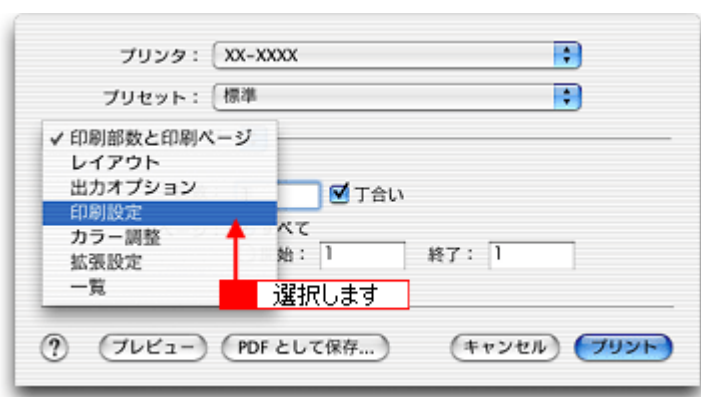 プリンタ： XX-XXXX
プリセット： 標準
✓ 印刷部数と印刷ページ
レイアウト
出力オプション
丁合い
印刷設定
べて
カラー調整
始： 1 終了： 1
拡張設定
一覧
選択します
? プレビュー PDF として保存... キャンセル プリント